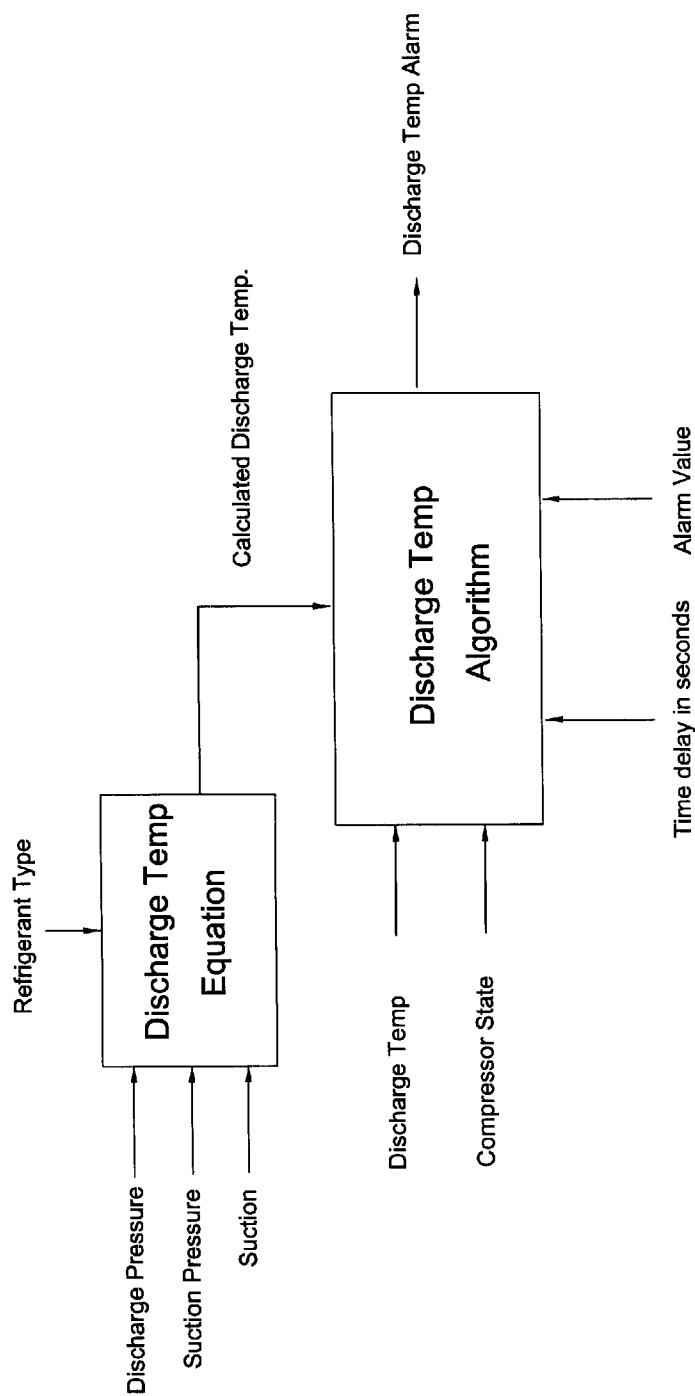 Refrigerant Type
Discharge Pressure
Suction Pressure
Suction
Discharge Temp
Equation
Calculated Discharge Temp.
Discharge Temp
Compressor State
Discharge Temp
Algorithm
Discharge Temp Alarm
Time delay in seconds
Alarm Value